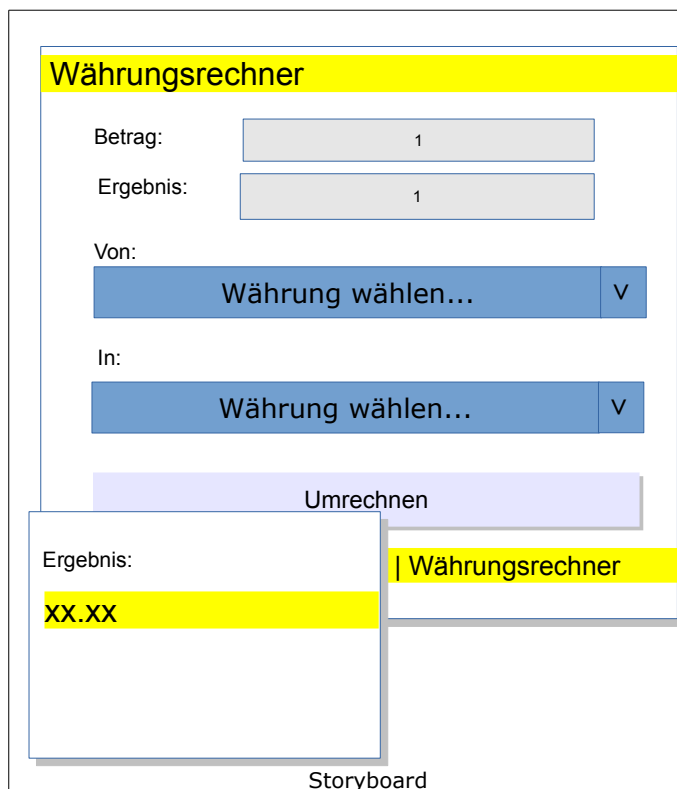 Währungsrechner
Betrag:
1
Ergebnis:
1
Von:
Währung wählen...
V
In:
Währung wählen...
V
Umrechnen
Ergebnis:
| Währungsrechner
xx.xx
Storyboard